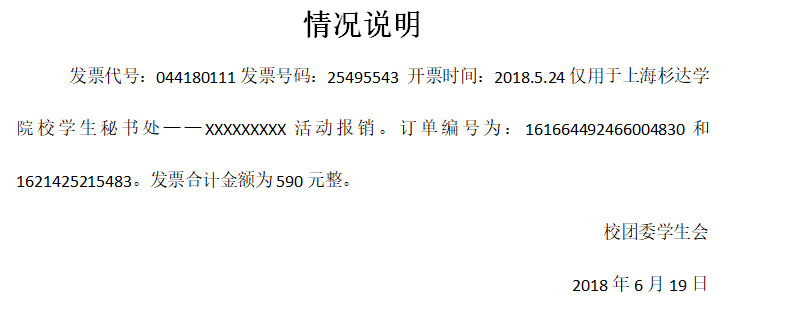 情况说明
发票代号：044180111 发票号码：25495543 开票时间：2018.5.24 仅用于上海杉达学
院校学生秘书处——XXXXXXXXX 活动报销。订单编号为：161664492466004830 和
1621425215483。发票合计金额为 590 元整。
校团委学生会
2018 年 6 月 19 日